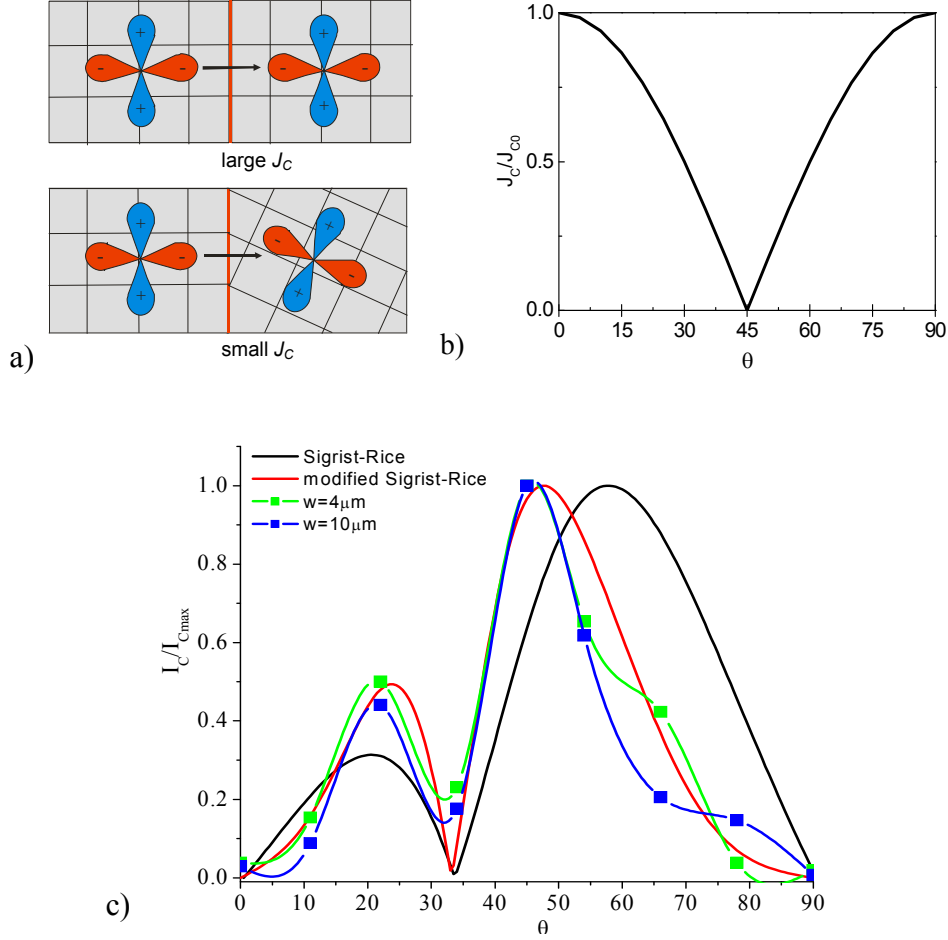 - + - +
- + - +
large J_C
- + - +
- + - +
small J_C
a)
1.0
0.5
0.0
J_C/J_C0
0 15 30 45 60 75 90
θ
b)
Sigrist-Rice
modified Sigrist-Rice
w=4μm
w=10μm
1.0
0.8
0.6
0.4
0.2
0.0
I_C/I_Cmax
0 10 20 30 40 50 60 70 80 90
θ
c)